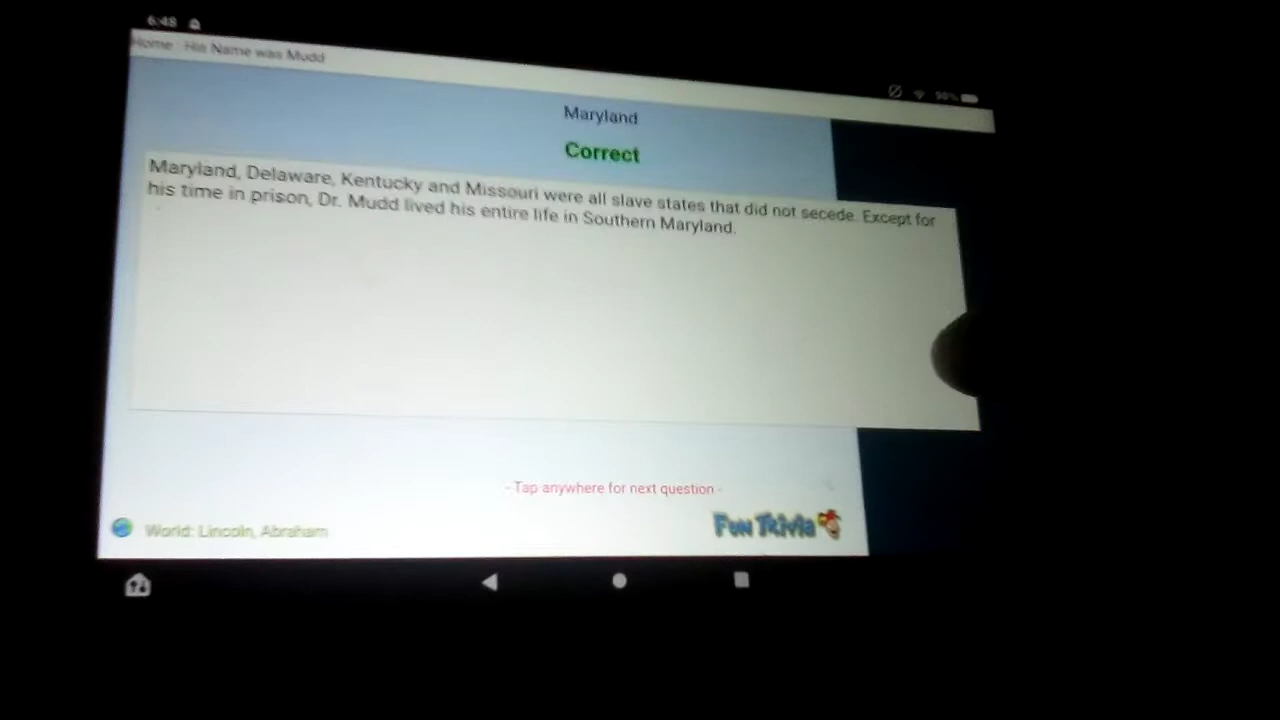 6:48
Home : His Name was Mudd
90%
Maryland
Correct
Maryland, Delaware, Kentucky and Missouri were all slave states that did not secede. Except for
his time in prison, Dr. Mudd lived his entire life in Southern Maryland.
- Tap anywhere for next question -
World: Lincoln, Abraham
Fun Trivia